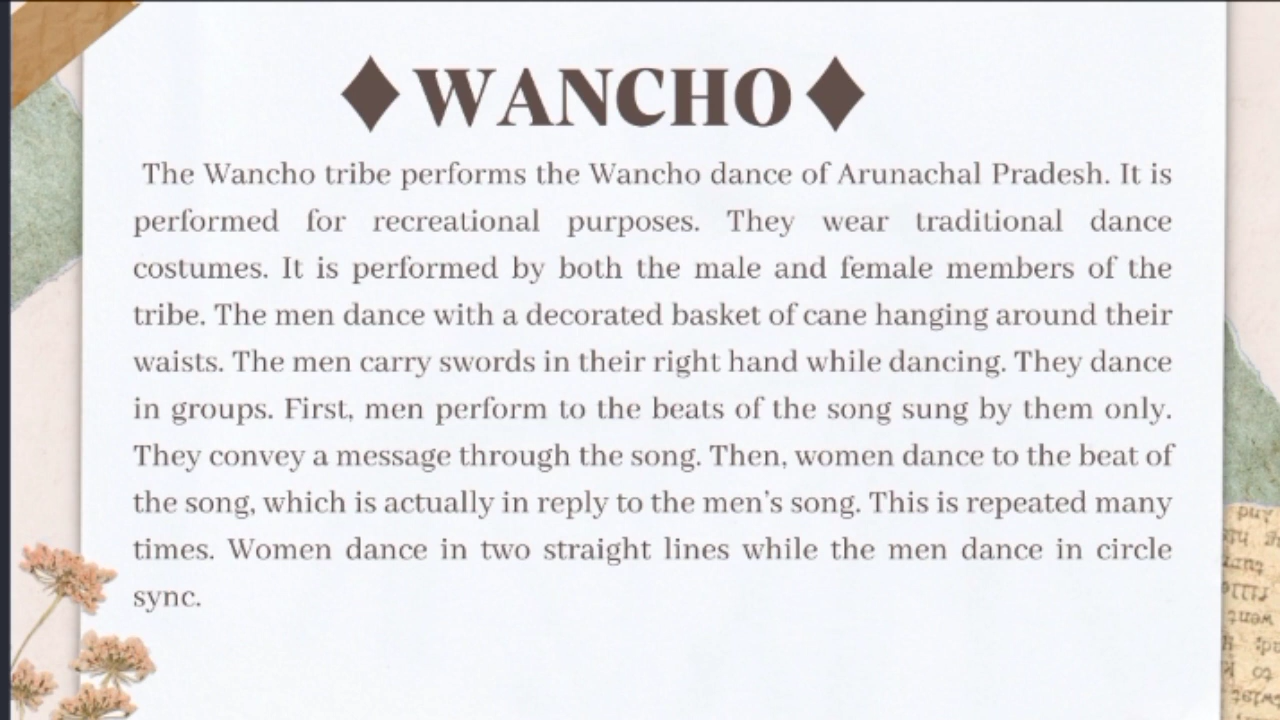 ♦WANCHO♦
The Wancho tribe performs the Wancho dance of Arunachal Pradesh. It is
performed for recreational purposes. They wear traditional dance
costumes. It is performed by both the male and female members of the
tribe. The men dance with a decorated basket of cane hanging around their
waists. The men carry swords in their right hand while dancing. They dance
in groups. First, men perform to the beats of the song sung by them only.
They convey a message through the song. Then, women dance to the beat of
the song, which is actually in reply to the men's song. This is repeated many
times. Women dance in two straight lines while the men dance in circle
sync.